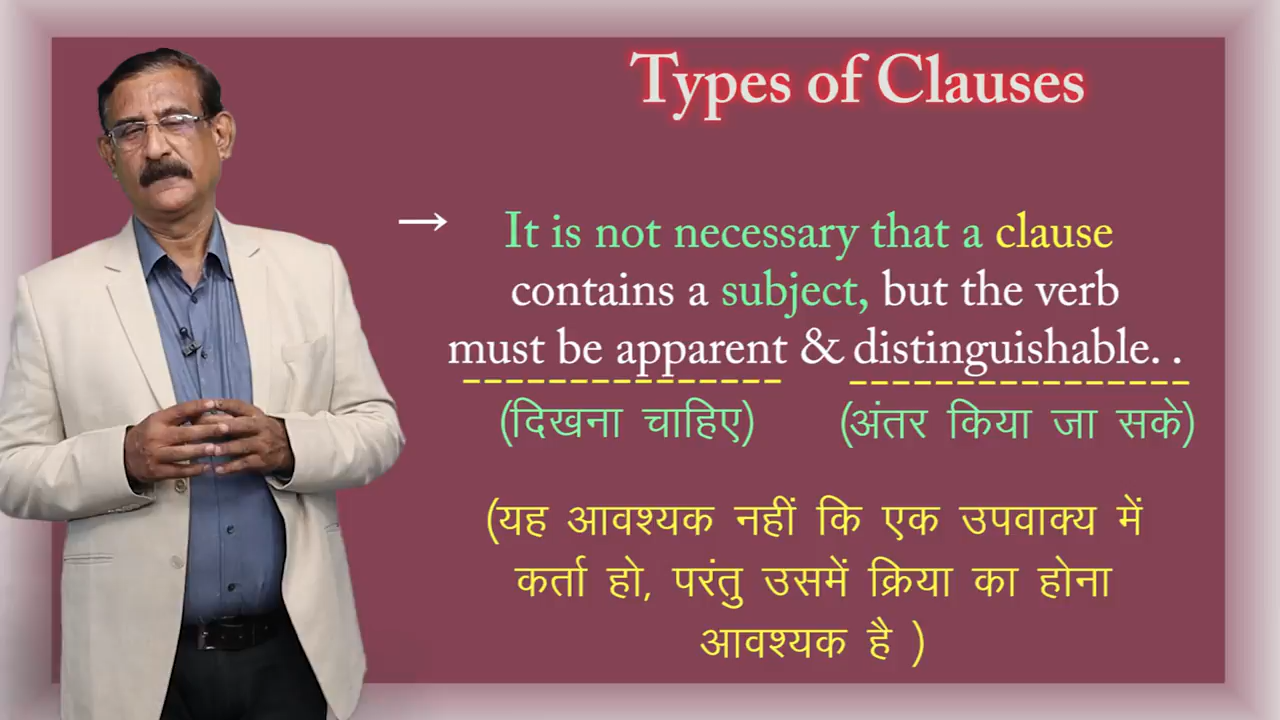 Types of Clauses
→ It is not necessary that a clause
contains a subject, but the verb
must be apparent & distinguishable. .
(दिखना चाहिए) (अंतर किया जा सके)
(यह आवश्यक नहीं कि एक उपवाक्य में
कर्ता हो, परंतु उसमें क्रिया का होना
आवश्यक है )